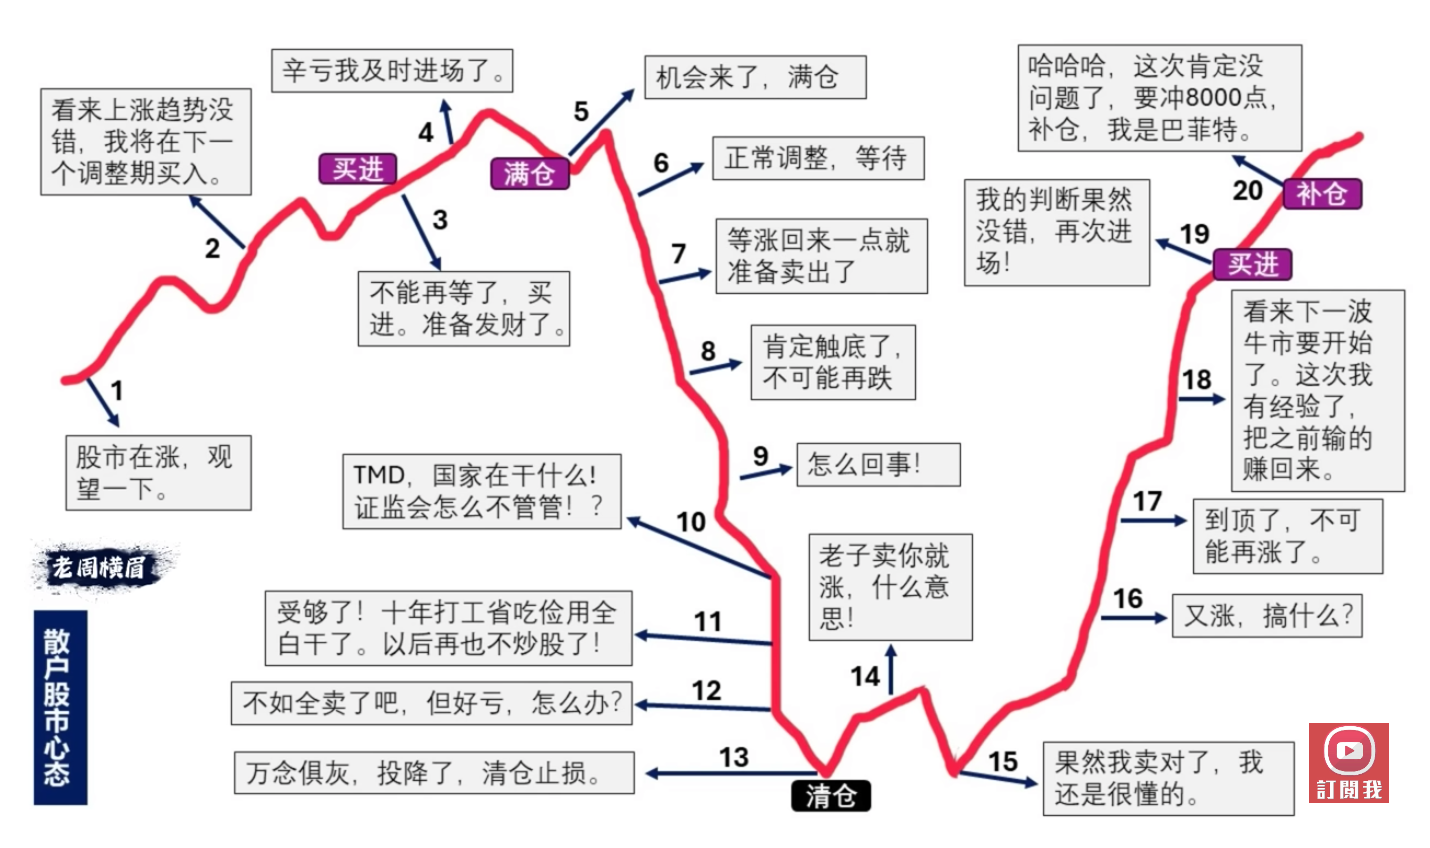 1
股市在涨，观
望一下。
2
看来上涨趋势没
错，我将在下一
个调整期买入。
买进
3
不能再等了，买
进。准备发财了。
4
辛亏我及时进场了。
满仓
5
机会来了，满仓
6
正常调整，等待
7
等涨回来一点就
准备卖出了
8
肯定触底了，
不可能再跌
9
怎么回事！
10
TMD，国家在干什么!
证监会怎么不管管！？
11
受够了！十年打工省吃俭用全
白干了。以后再也不炒股了！
12
不如全卖了吧，但好亏，怎么办?
13
万念俱灰，投降了，清仓止损。
清仓
14
老子卖你就
涨，什么意
思!
15
果然我卖对了，我
还是很懂的。
16
又涨，搞什么?
17
到顶了，不可
能再涨了。
18
看来下一波
牛市要开始
了。这次我
有经验了，
把之前输的
赚回来。
买进
19
我的判断果然
没错，再次进
场!
补仓
20
哈哈哈，这次肯定没
问题了，要冲8000点，
补仓，我是巴菲特。
老周横眉
散户股市心态
訂閲我